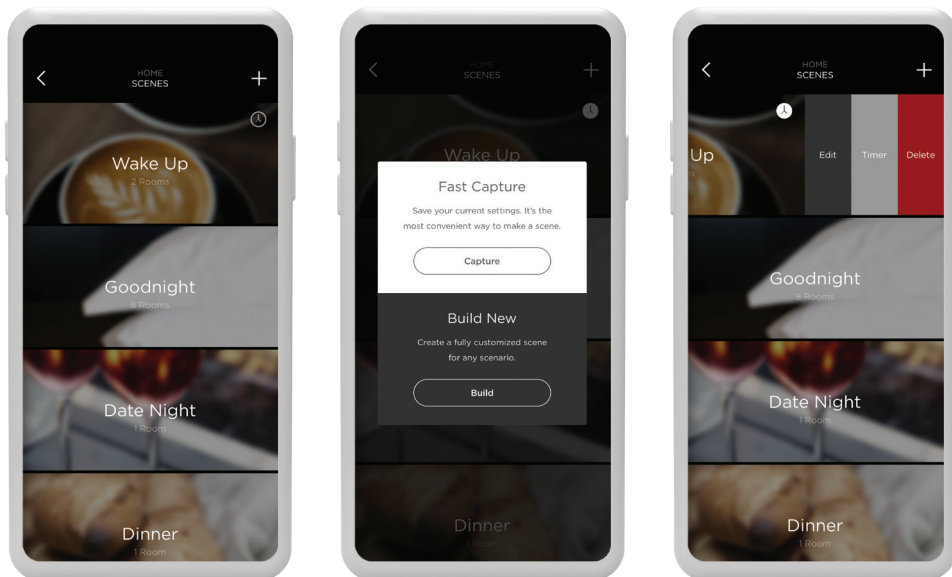 HOME
SCENES
Wake Up
2 Rooms
Goodnight
8 Rooms
Date Night
1 Room
Dinner
1 Room
HOME
SCENES
Wake Up
Fast Capture
Save your current settings. It's the
most convenient way to make a scene.
Capture
Build New
Create a fully customized scene
for any scenario.
Build
Dinner
1 Room
HOME
SCENES
Up
ms
Edit
Timer
Delete
Goodnight
8 Rooms
Date Night
1 Room
Dinner
1 Room